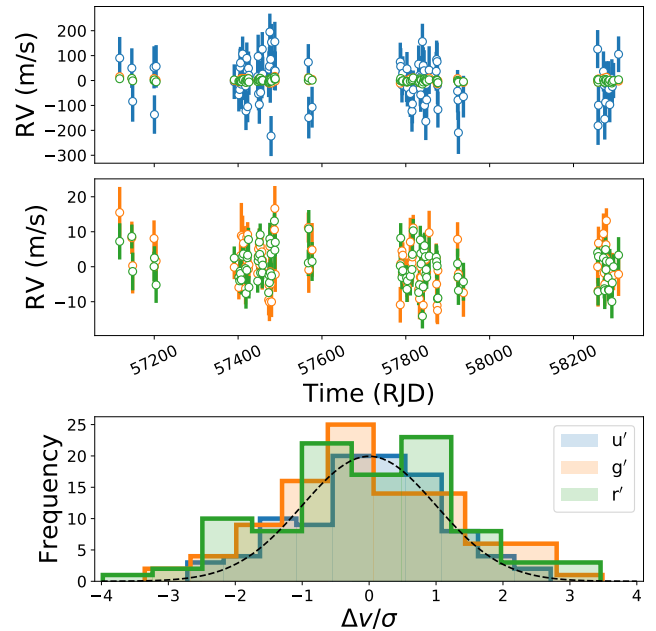 RV (m/s)
200
100
0
−100
−200
−300
RV (m/s)
20
10
0
−10
57200
57400
57600
57800
58000
58200
Time (RJD)
Frequency
25
20
15
10
5
0
u′
g′
r′
−4 −3 −2 −1 0 1 2 3 4
Δv/σ